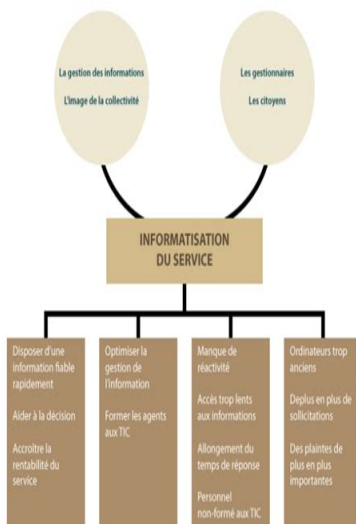 La gestion des informations
L'image de la collectivité
Les gestionnaires
Les citoyens
INFORMATISATION
DU SERVICE
Disposer d'une
information fiable
rapidement
Aider à la décision
Accroître la
rentabilité du
service
Optimiser la
gestion de
l'information
Former les agents
aux TIC
Manque de
réactivité
Accès trop lents
aux informations
Allongement du
temps de réponse
Personnel
non-formé aux TIC
Ordinateurs trop
anciens
Deplus en plus de
sollicitations
Des plaintes de
plus en plus
importantes